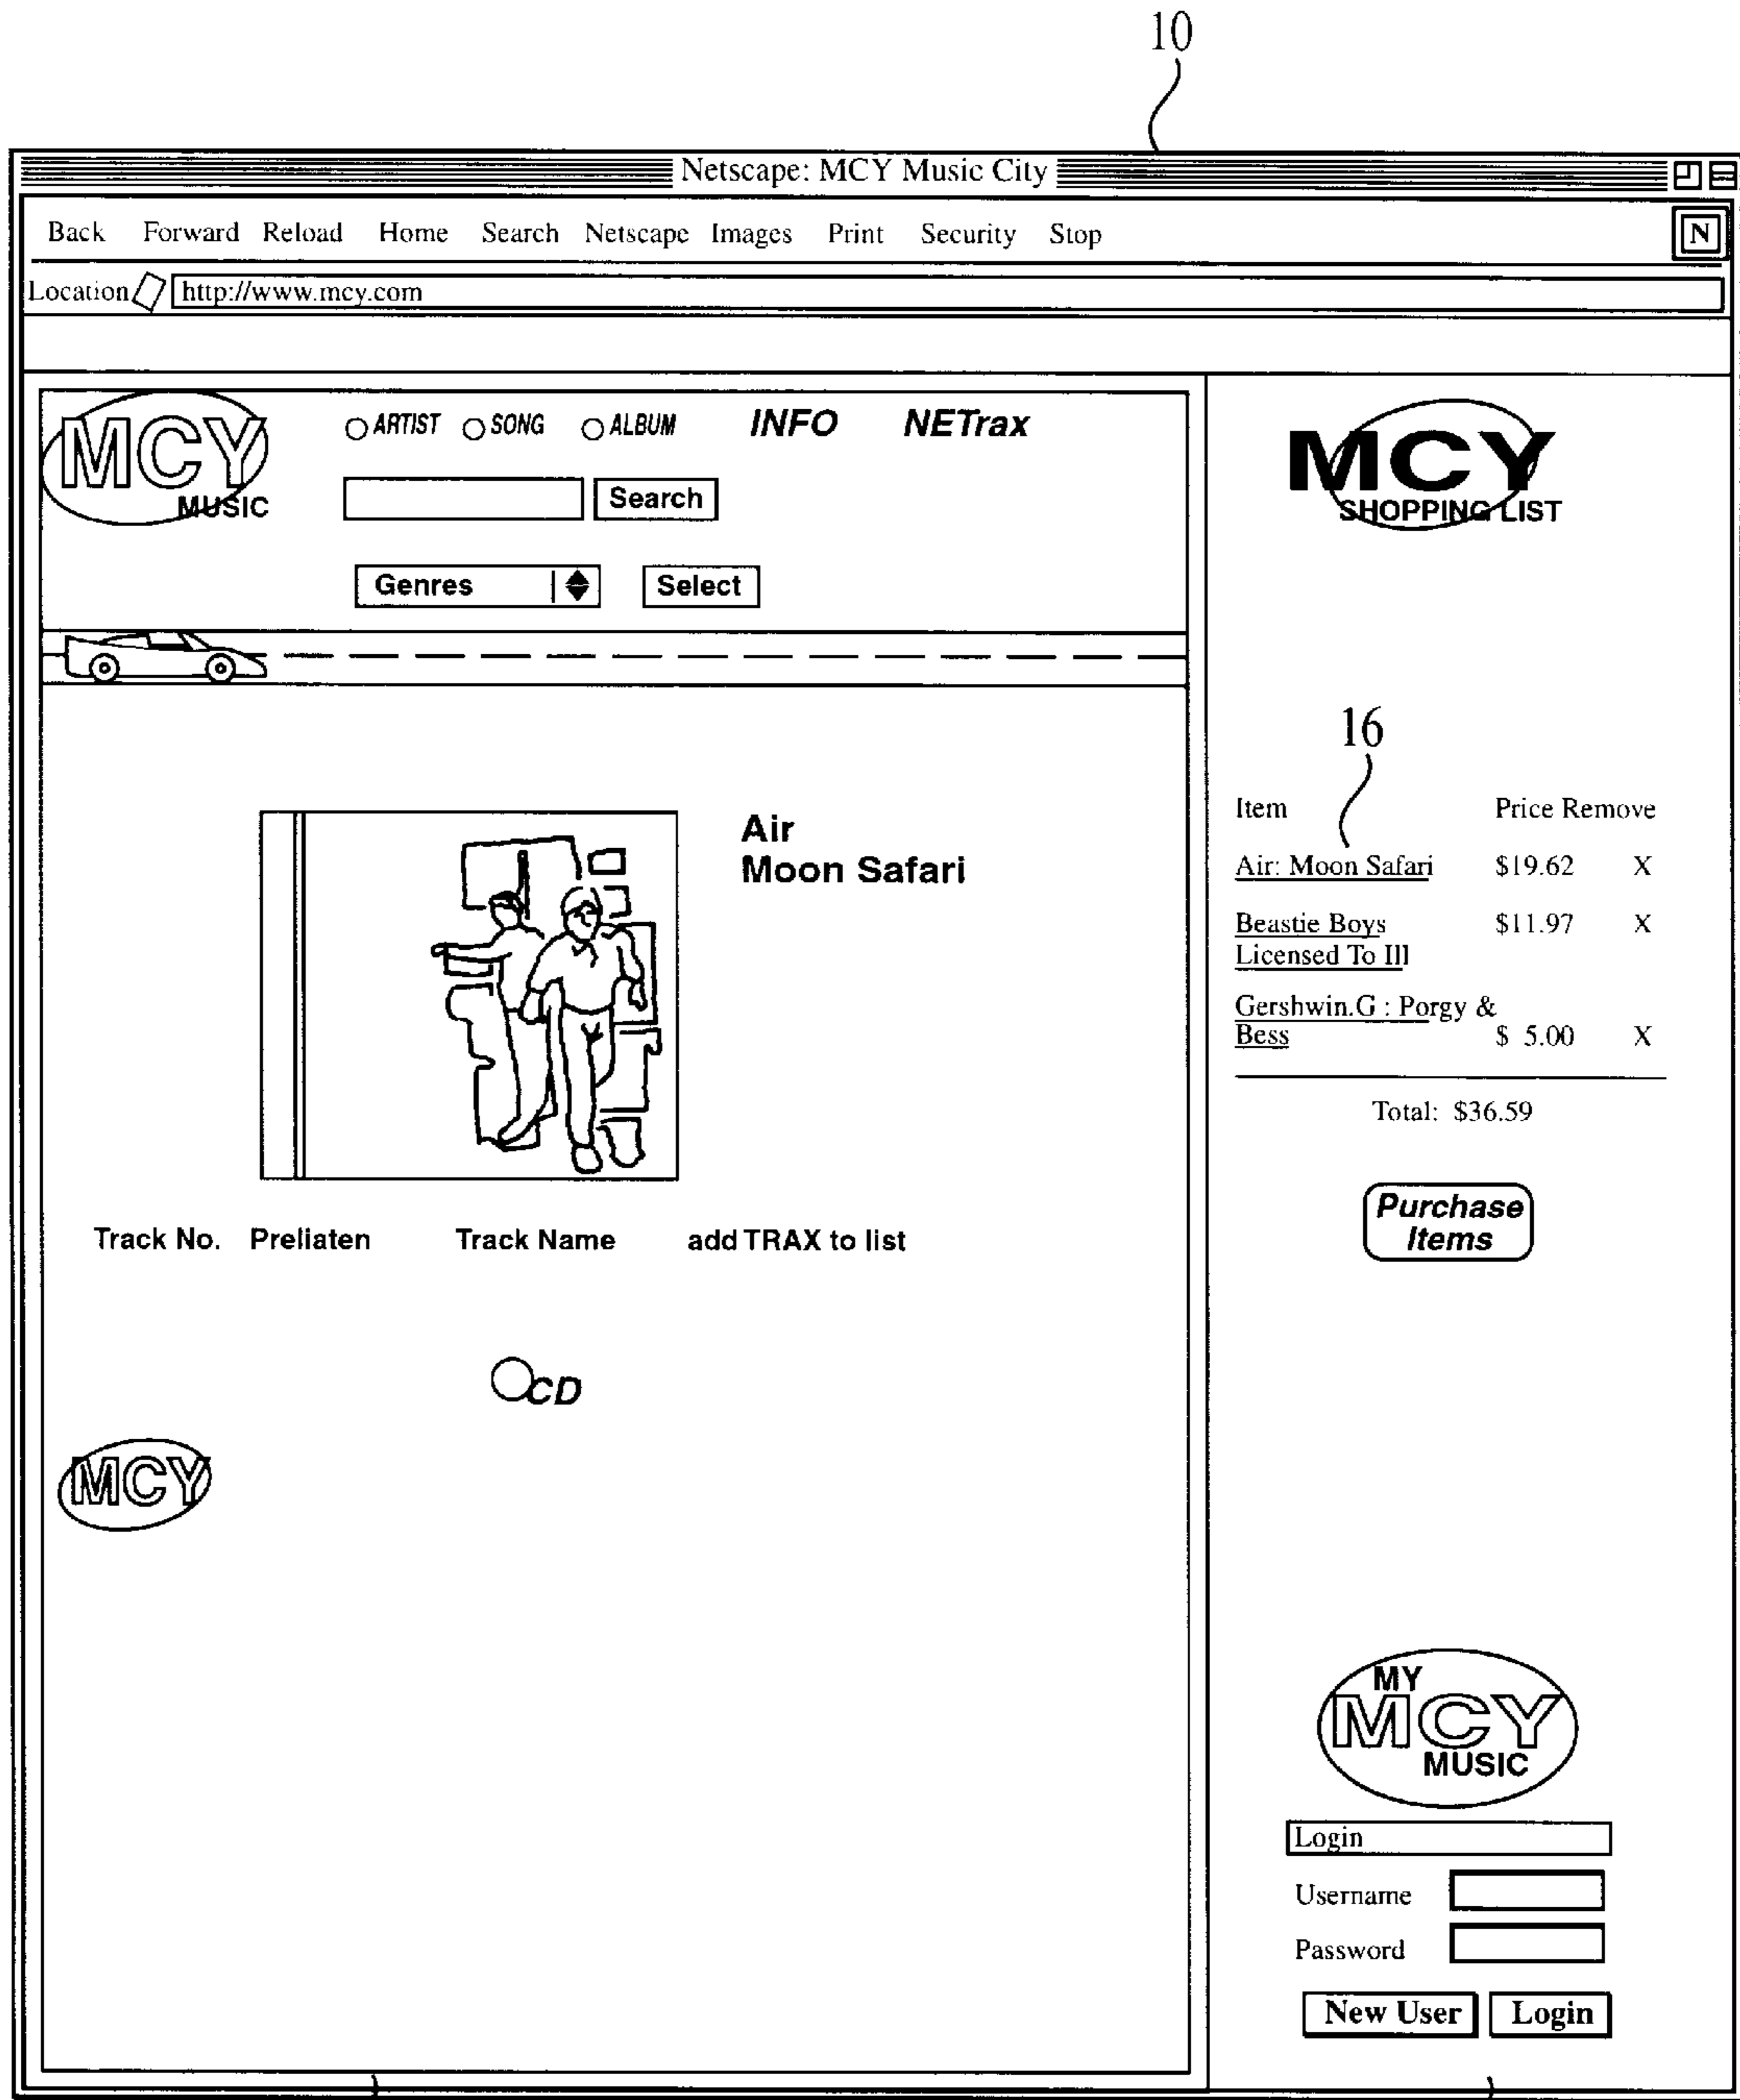 10
Netscape: MCY Music City
Back Forward Reload Home Search Netscape Images Print Security Stop
N
Location http://www.mcy.com
MCY
MUSIC
ARTIST SONG ALBUM INFO NETrax
Search
Genres Select
MCY
SHOPPING LIST
16
Item Price Remove
Air: Moon Safari $19.62 X
Beastie Boys $11.97 X
Licensed To Ill
Gershwin.G : Porgy &
Bess $ 5.00 X
Total: $36.59
Purchase
Items
Air
Moon Safari
Track No. Preliaten Track Name add TRAX to list
CD
MCY
MY
MCY
MUSIC
Login
Username
Password
New User Login